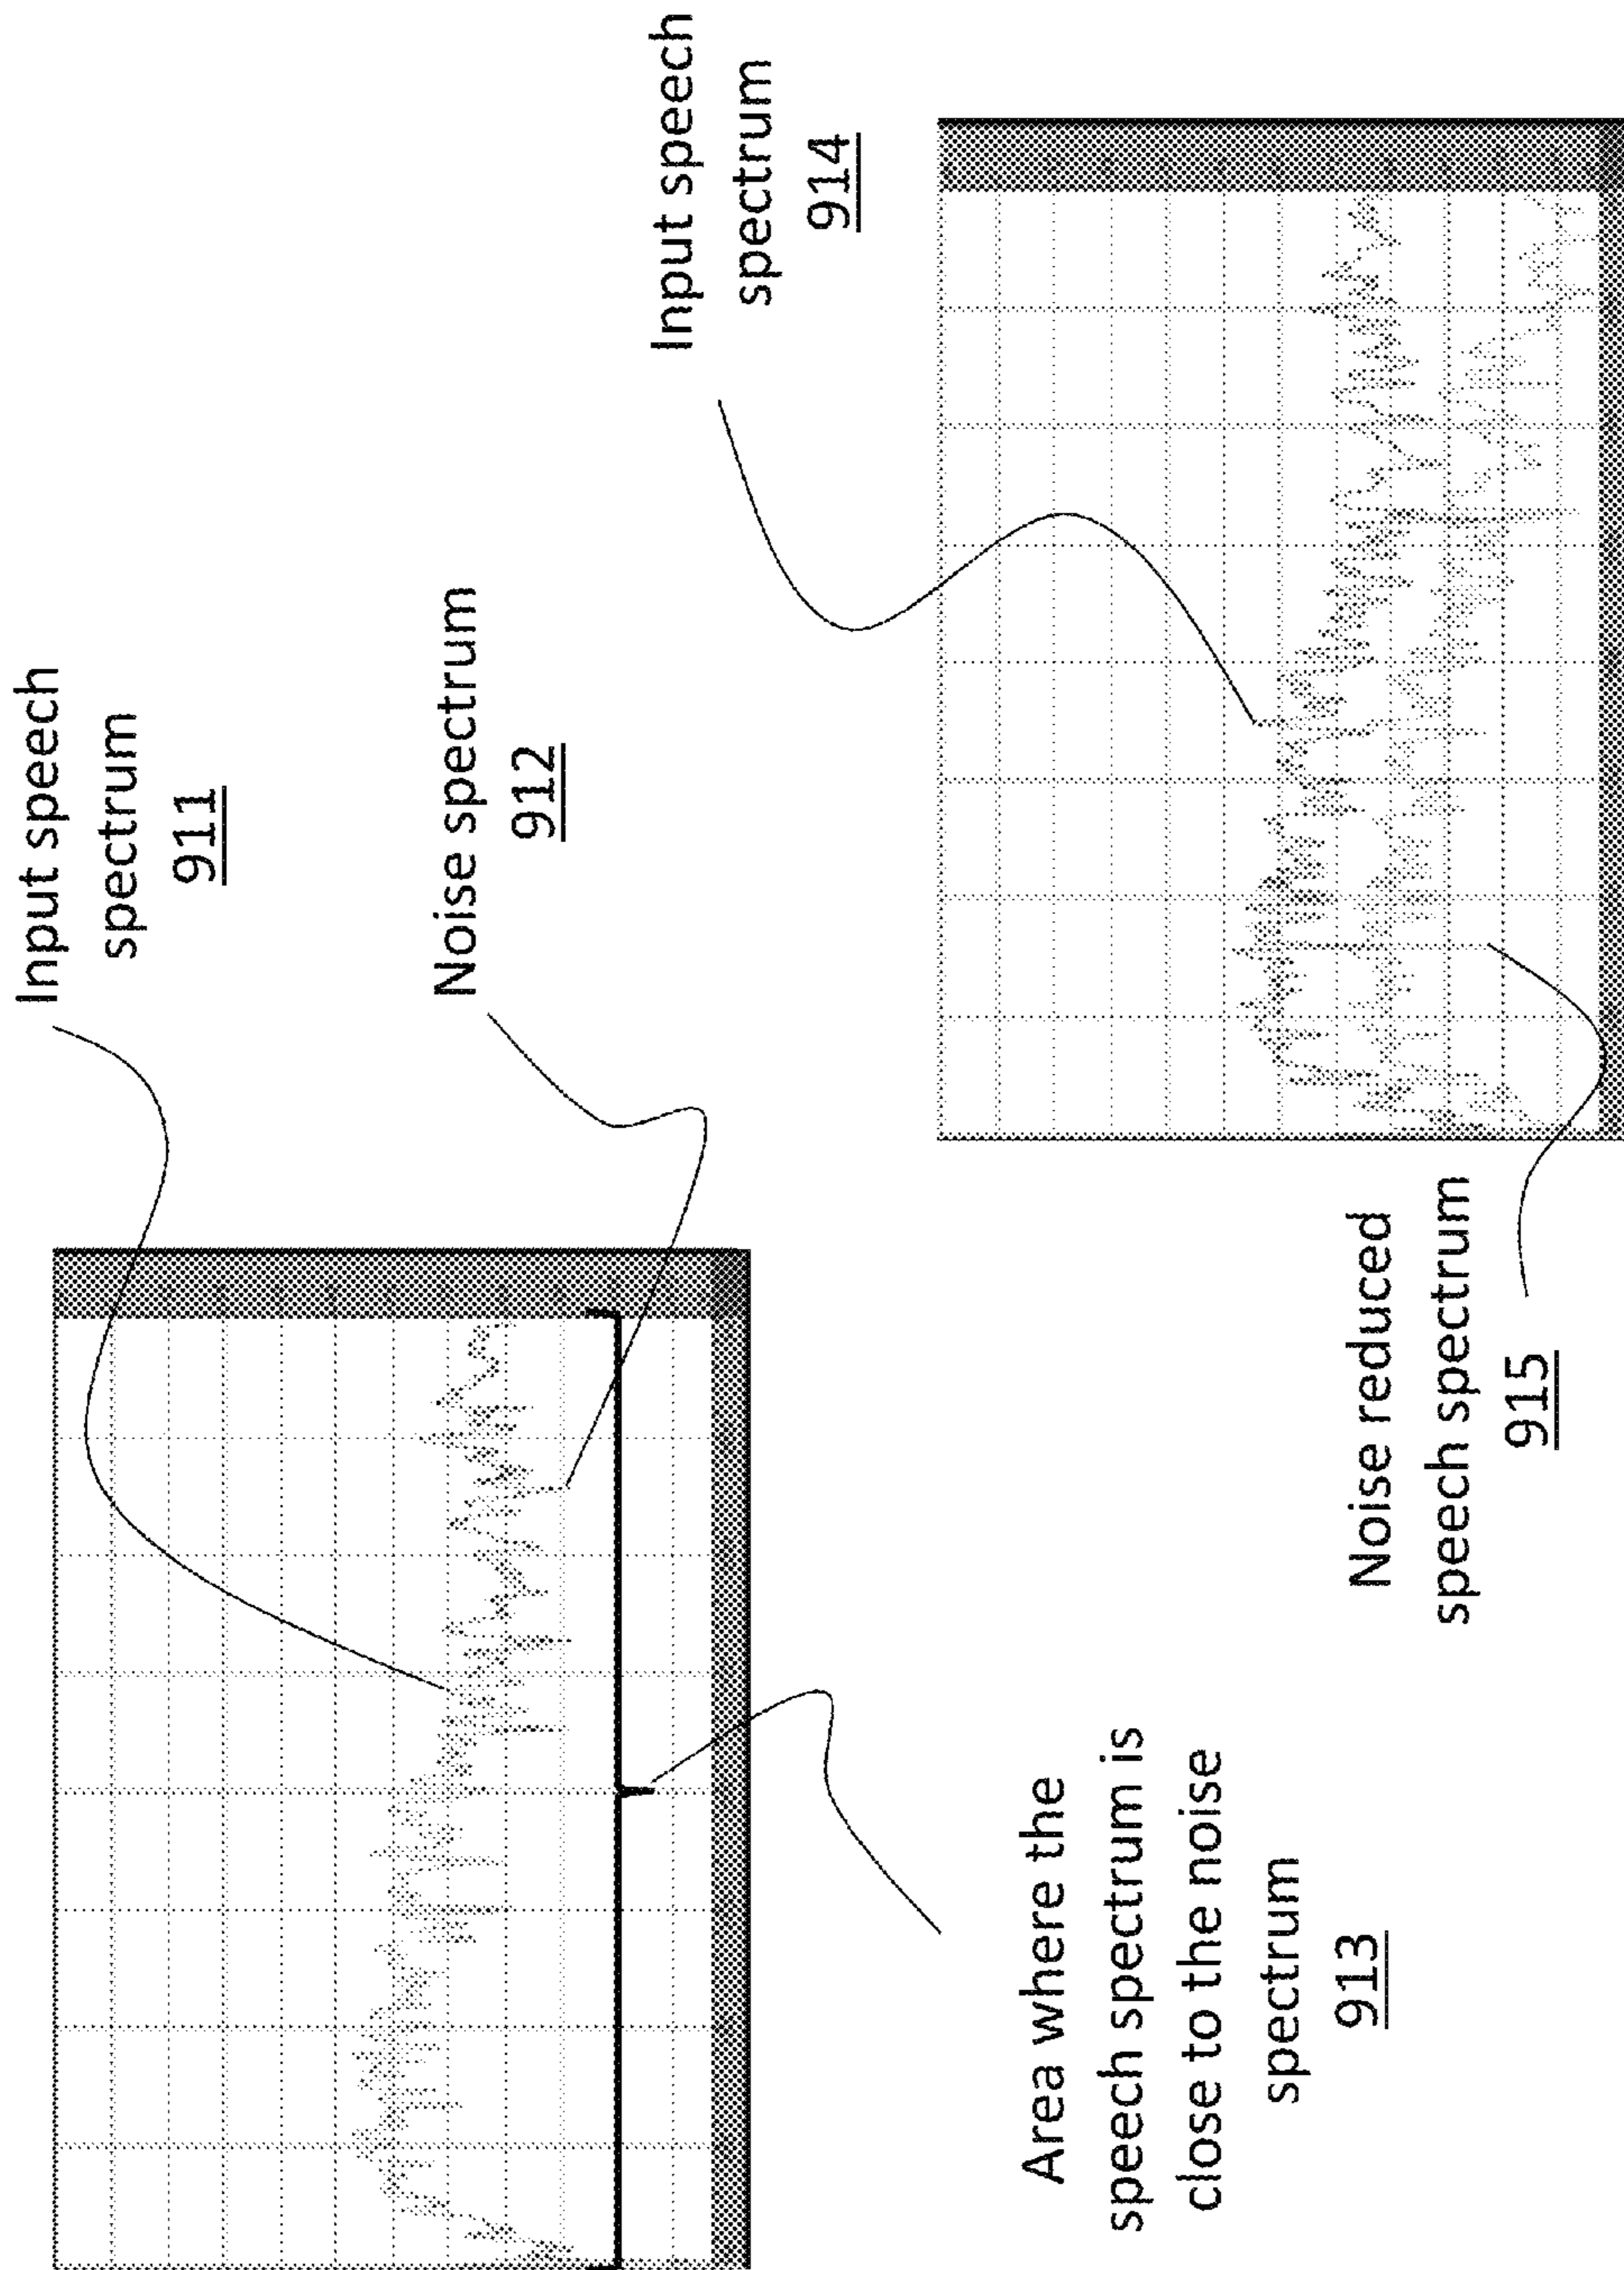 Input speech
spectrum
911
Noise spectrum
912
Area where the
speech spectrum is
close to the noise
spectrum
913
Input speech
spectrum
914
Noise reduced
speech spectrum
915